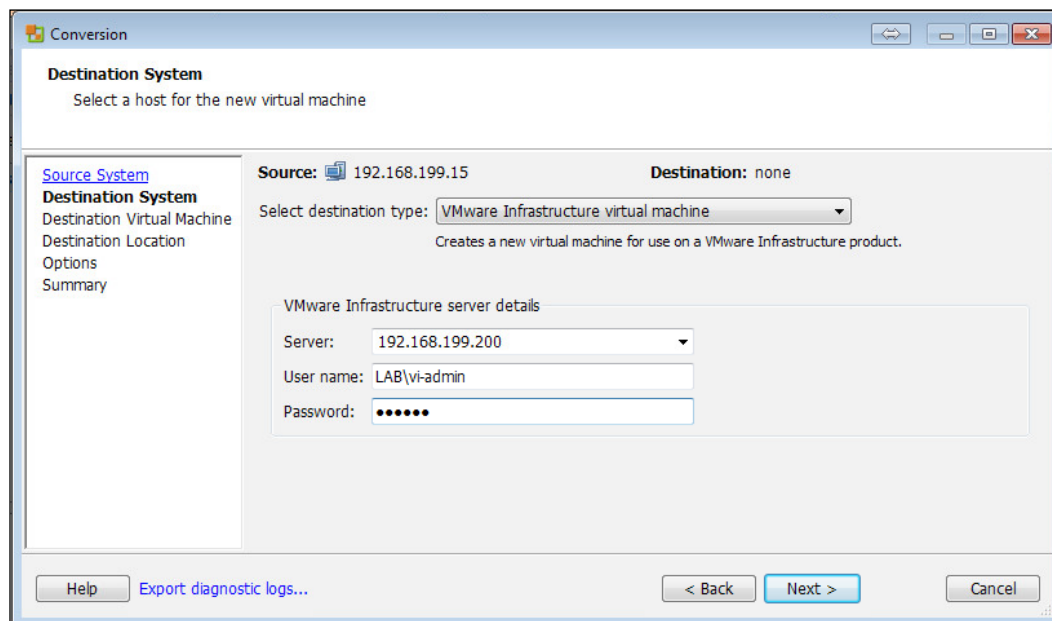 Conversion
Destination System
Select a host for the new virtual machine
Source System
Destination System
Destination Virtual Machine
Destination Location
Options
Summary
Source: 192.168.199.15 Destination: none
Select destination type: VMware Infrastructure virtual machine
Creates a new virtual machine for use on a VMware Infrastructure product.
VMware Infrastructure server details
Server: 192.168.199.200
User name: LAB\vi-admin
Password: ••••••
Help Export diagnostic logs... < Back Next > Cancel